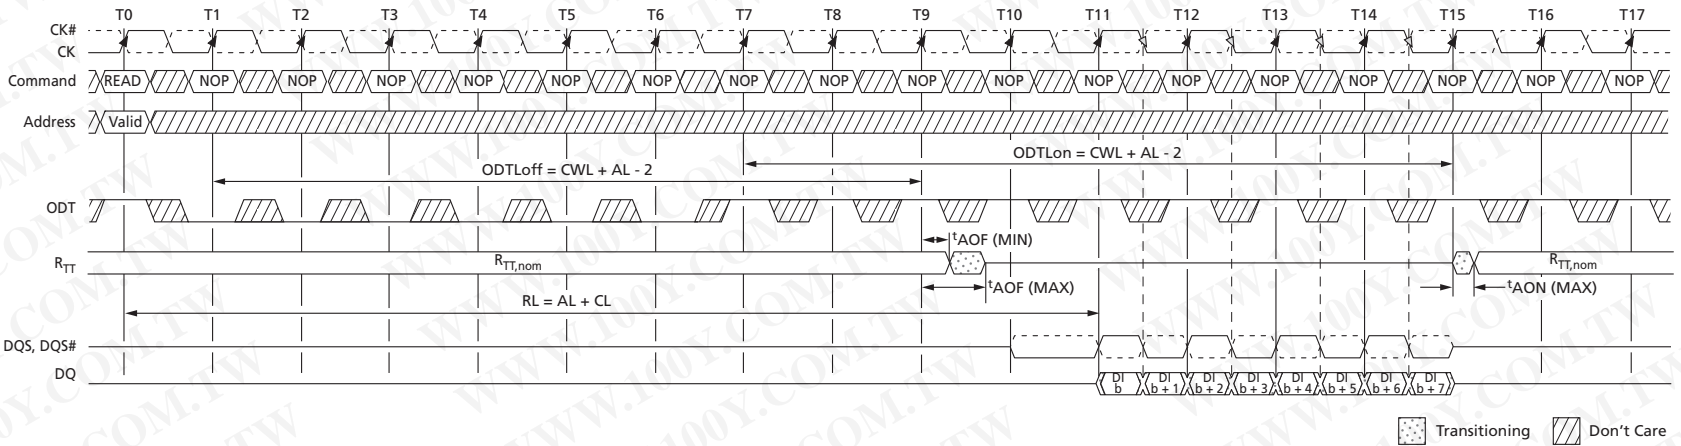 T0 T1 T2 T3 T4 T5 T6 T7 T8 T9 T10 T11 T12 T13 T14 T15 T16 T17
CK#
CK
Command READ NOP NOP NOP NOP NOP NOP NOP NOP NOP NOP NOP NOP NOP NOP NOP NOP NOP
Address Valid
ODTLon = CWL + AL - 2
ODTLoff = CWL + AL - 2
ODT
tAOF (MIN)
RTT RTT,nom RTT,nom
tAOF (MAX) tAON (MAX)
RL = AL + CL
DQS, DQS#
DQ DI b DI b + 1 DI b + 2 DI b + 3 DI b + 4 DI b + 5 DI b + 6 DI b + 7
Transitioning Don't Care
WWW.100Y.COM.TW